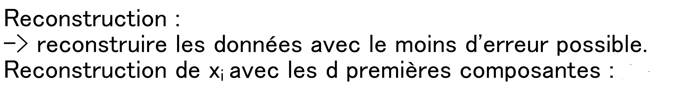 Reconstruction :
–> reconstruire les données avec le moins d'erreur possible.
Reconstruction de xᵢ avec les d premières composantes :